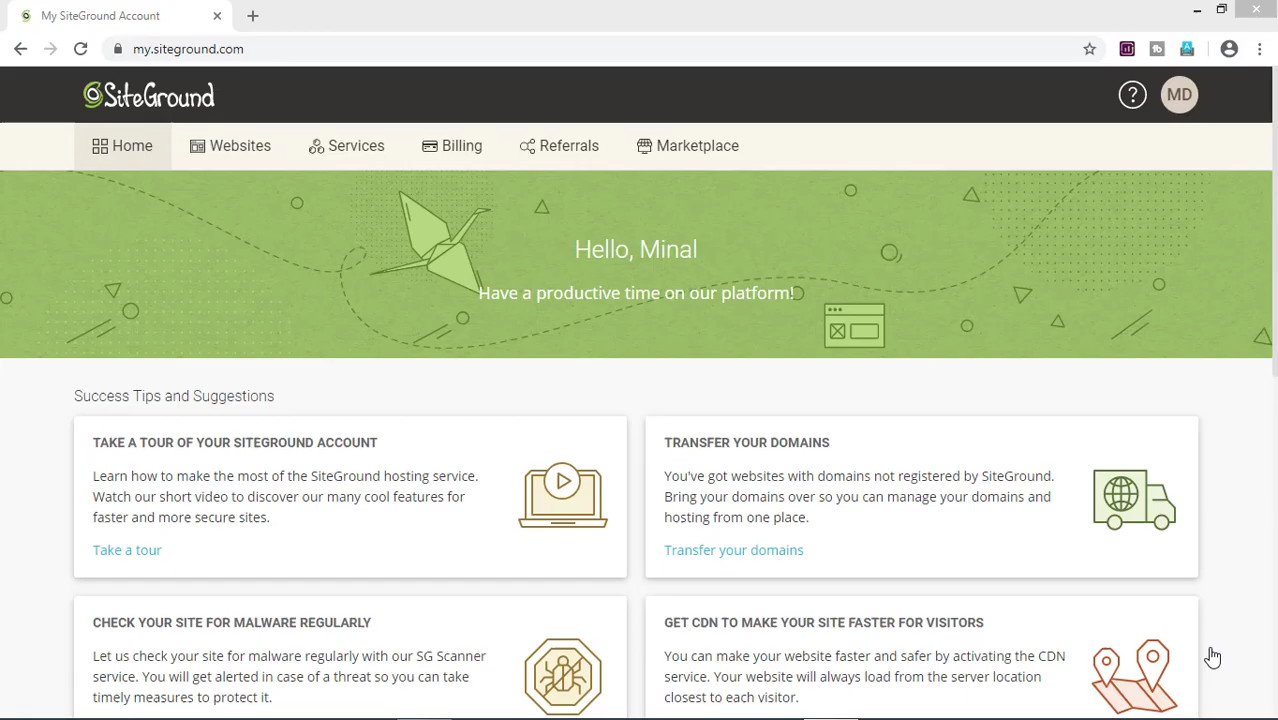 My SiteGround Account
my.siteground.com
SiteGround
?
MD
Home
Websites
Services
Billing
Referrals
Marketplace
Hello, Minal
Have a productive time on our platform!
Success Tips and Suggestions
TAKE A TOUR OF YOUR SITEGROUND ACCOUNT
Learn how to make the most of the SiteGround hosting service.
Watch our short video to discover our many cool features for
faster and more secure sites.
Take a tour
TRANSFER YOUR DOMAINS
You've got websites with domains not registered by SiteGround.
Bring your domains over so you can manage your domains and
hosting from one place.
Transfer your domains
CHECK YOUR SITE FOR MALWARE REGULARLY
Let us check your site for malware regularly with our SG Scanner
service. You will get alerted in case of a threat so you can take
timely measures to protect it.
GET CDN TO MAKE YOUR SITE FASTER FOR VISITORS
You can make your website faster and safer by activating the CDN
service. Your website will always load from the server location
closest to each visitor.